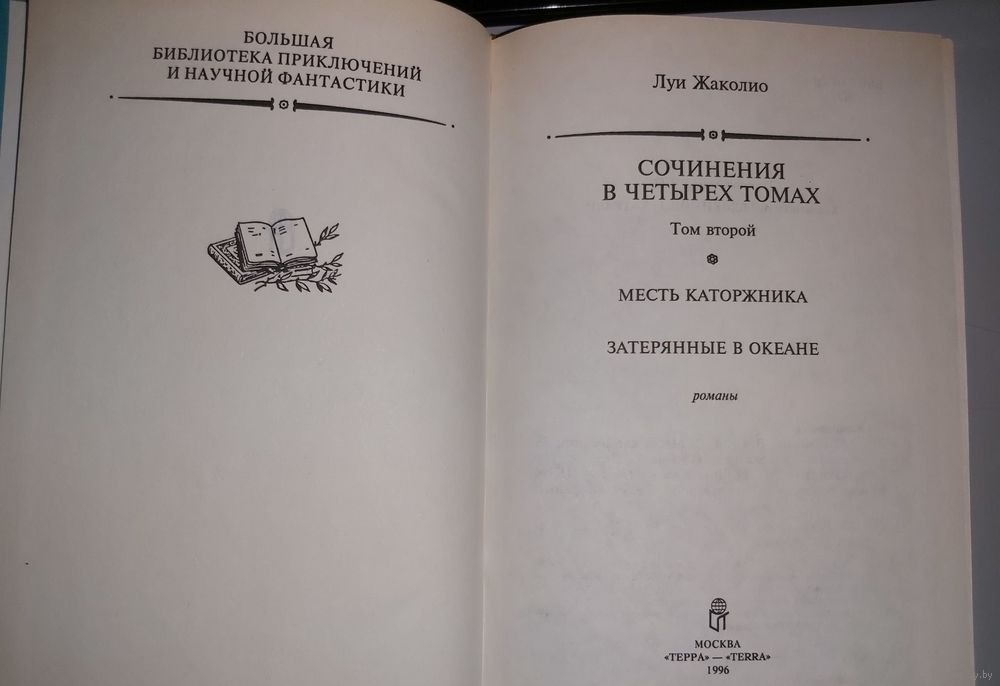 БОЛЬШАЯ
БИБЛИОТЕКА ПРИКЛЮЧЕНИЙ
И НАУЧНОЙ ФАНТАСТИКИ
Луи Жаколио
СОЧИНЕНИЯ
В ЧЕТЫРЕХ ТОМАХ
Том второй
МЕСТЬ КАТОРЖНИКА
ЗАТЕРЯННЫЕ В ОКЕАНЕ
романы
МОСКВА
«ТЕРРА» — «TERRA»
1996